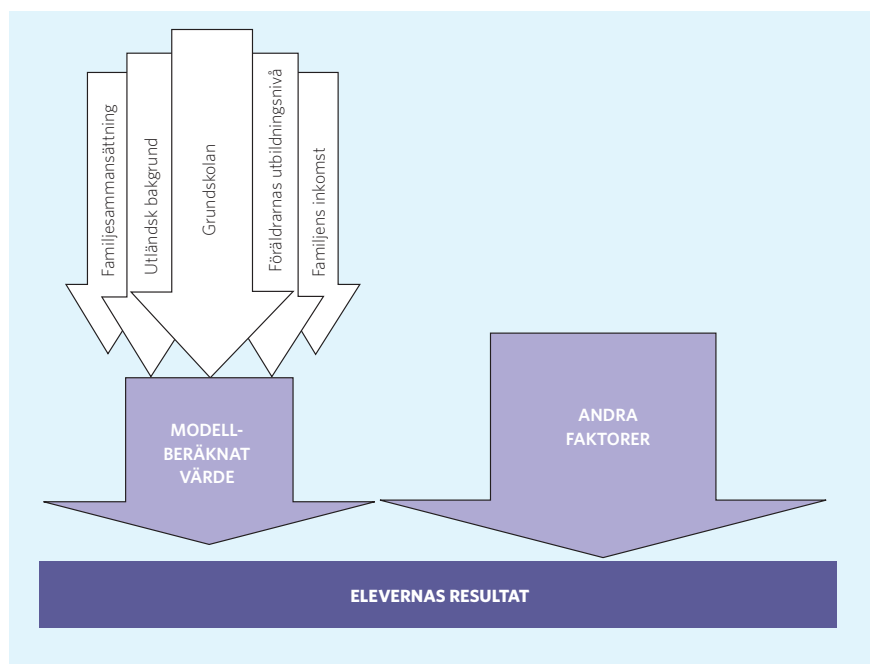 Familjesammansättning
Utländsk bakgrund
Grundskolan
Föräldrarnas utbildningsnivå
Familjens inkomst
MODELL-
BERÄKNAT
VÄRDE
ANDRA
FAKTORER
ELEVERNAS RESULTAT